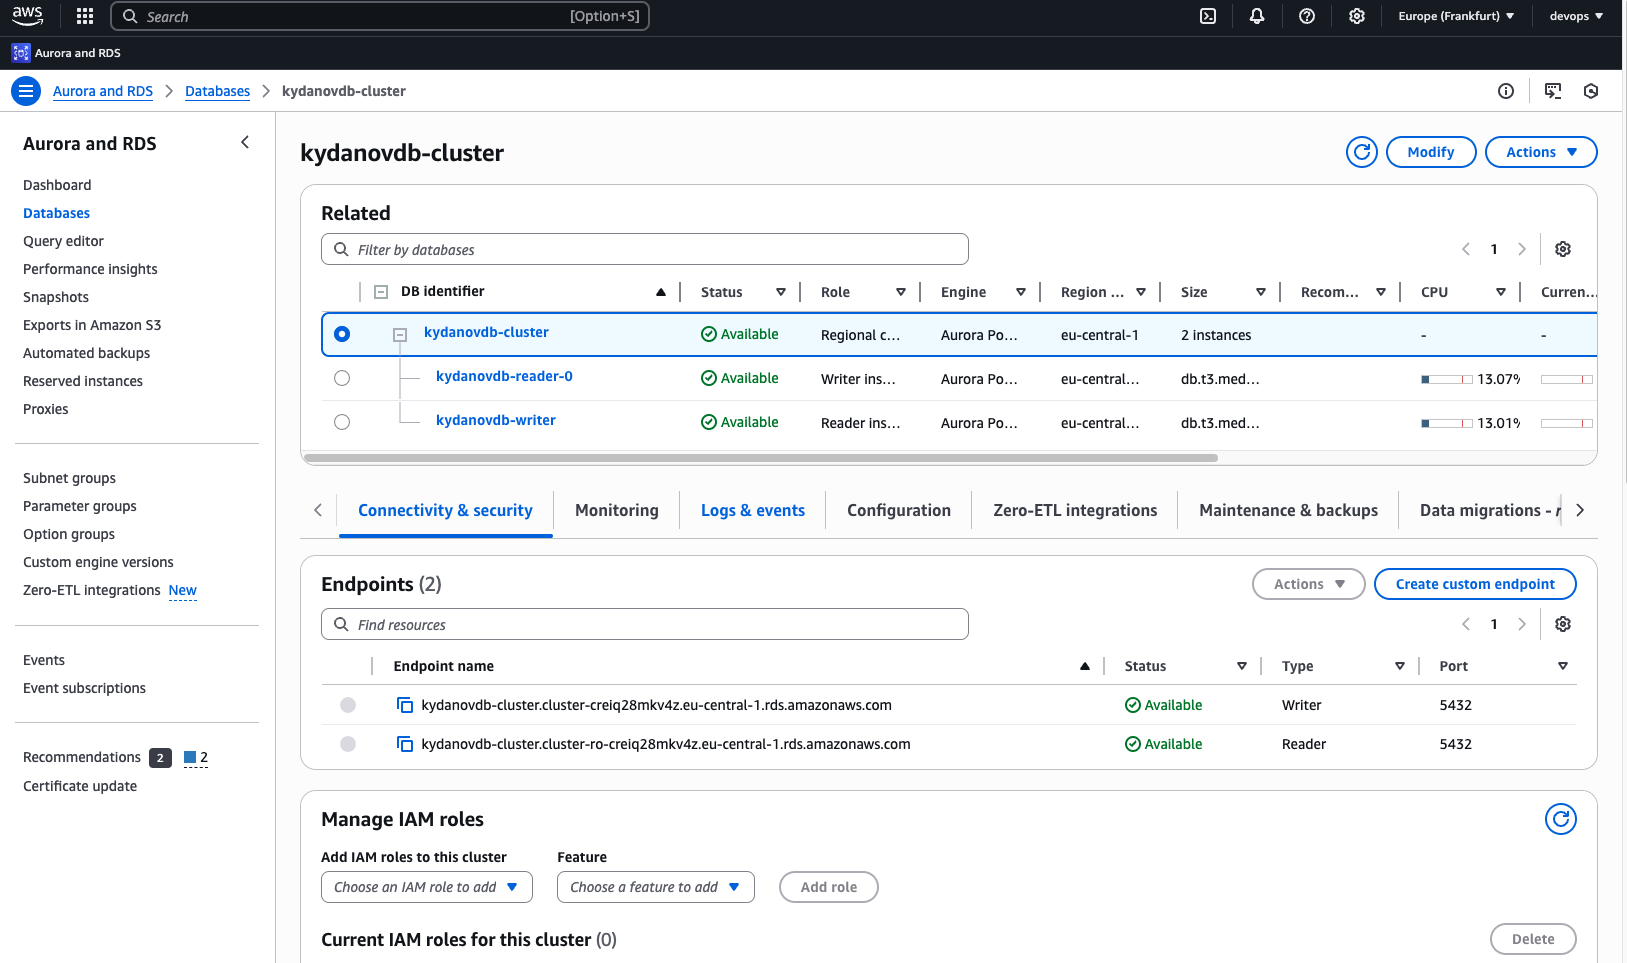 aws
Search
[Option+S]
Europe (Frankfurt)
devops
Aurora and RDS
Aurora and RDS
Databases
kydanovdb-cluster
Aurora and RDS
Dashboard
Databases
Query editor
Performance insights
Snapshots
Exports in Amazon S3
Automated backups
Reserved instances
Proxies
Subnet groups
Parameter groups
Option groups
Custom engine versions
Zero-ETL integrations New
Events
Event subscriptions
Recommendations 2 2
Certificate update
kydanovdb-cluster
Modify
Actions
Related
Filter by databases
1
DB identifier Status Role Engine Region ... Size Recom... CPU Curren...
kydanovdb-cluster Available Regional c... Aurora Po... eu-central-1 2 instances - -
kydanovdb-reader-0 Available Writer ins... Aurora Po... eu-central... db.t3.med... 13.07%
kydanovdb-writer Available Reader ins... Aurora Po... eu-central... db.t3.med... 13.01%
Connectivity & security
Monitoring
Logs & events
Configuration
Zero-ETL integrations
Maintenance & backups
Data migrations -
Endpoints (2)
Actions
Create custom endpoint
Find resources
1
Endpoint name Status Type Port
kydanovdb-cluster.cluster-creiq28mkv4z.eu-central-1.rds.amazonaws.com Available Writer 5432
kydanovdb-cluster.cluster-ro-creiq28mkv4z.eu-central-1.rds.amazonaws.com Available Reader 5432
Manage IAM roles
Add IAM roles to this cluster
Feature
Choose an IAM role to add
Choose a feature to add
Add role
Current IAM roles for this cluster (0)
Delete